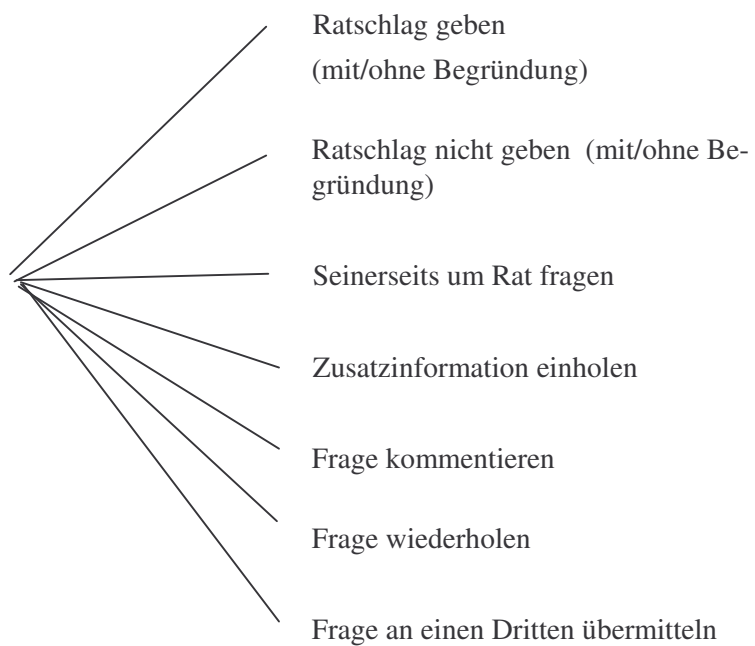 Ratschlag geben
(mit/ohne Begründung)
Ratschlag nicht geben  (mit/ohne Be-
gründung)
Seinerseits um Rat fragen
Zusatzinformation einholen
Frage kommentieren
Frage wiederholen
Frage an einen Dritten übermitteln